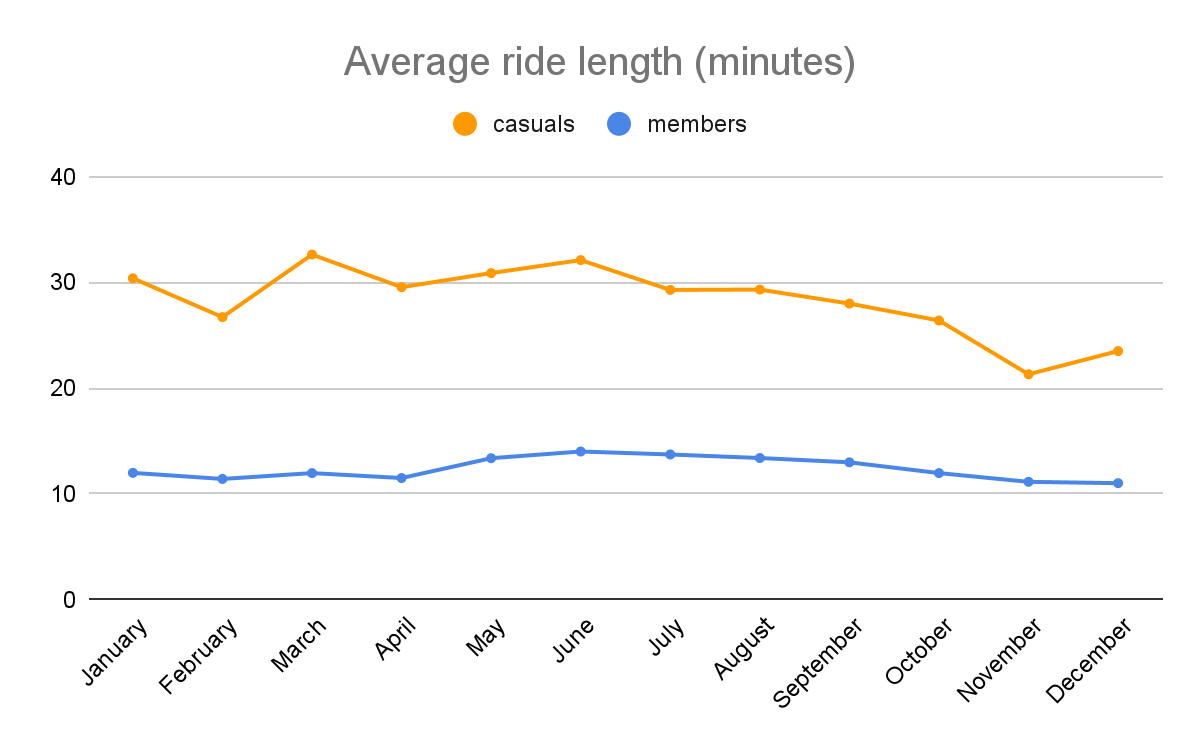 Average ride length (minutes)
casuals members
40
30
20
10
0
January February March April May June July August September October November December